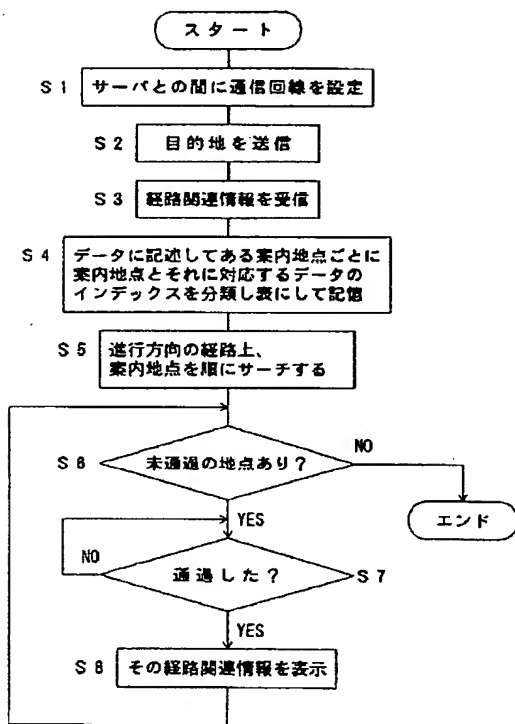 スタート
S1 サーバとの間に通信回線を設定
S2 目的地を送信
S3 経路関連情報を受信
S4 データに記述してある案内地点ごとに
案内地点とそれに対応するデータの
インデックスを分類し表にして記憶
S5 進行方向の経路上、
案内地点を順にサーチする
S6 未通過の地点あり?
NO
エンド
YES
NO
通過した? S7
YES
S8 その経路関連情報を表示